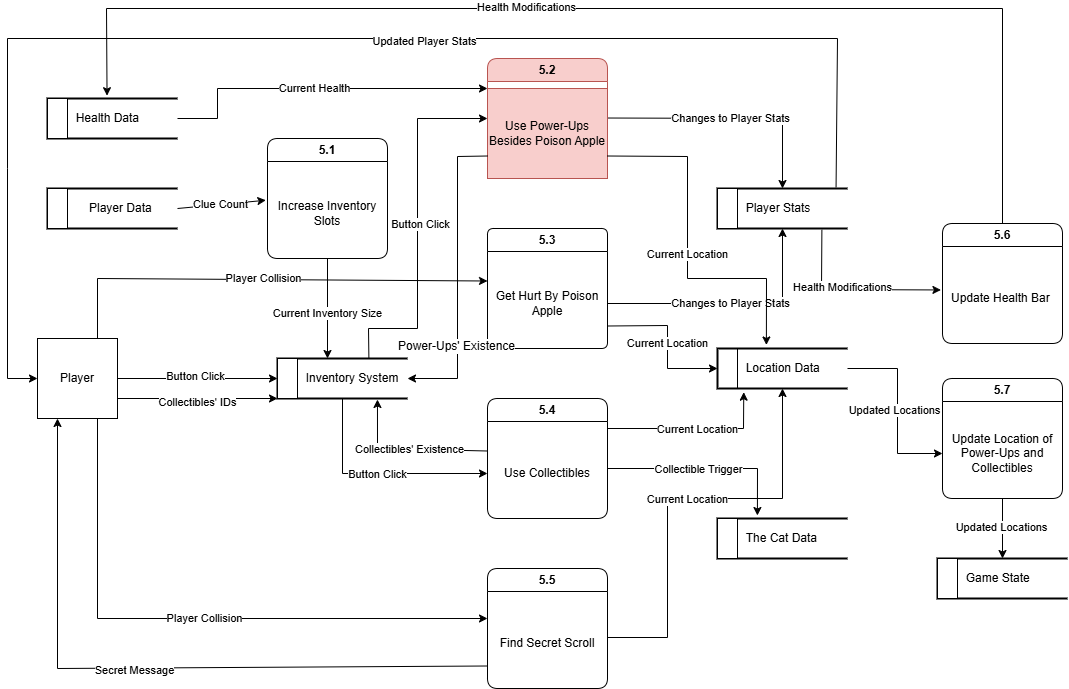 Health Modifications
Updated Player Stats
5.2
Current Health
Health Data
Use Power-Ups
Besides Poison Apple
Changes to Player Stats
5.1
Player Data
Clue Count
Increase Inventory
Slots
Player Stats
Button Click
5.3
5.6
Current Location
Player Collision
Get Hurt By Poison
Apple
Changes to Player Stats
Health Modifications
Update Health Bar
Current Inventory Size
Power-Ups' Existence
Current Location
Player
Button Click
Inventory System
Location Data
5.7
Collectibles' IDs
5.4
Updated Locations
Current Location
Update Location of
Power-Ups and
Collectibles
Collectibles' Existence
Button Click
Use Collectibles
Collectible Trigger
Current Location
The Cat Data
Updated Locations
5.5
Game State
Player Collision
Find Secret Scroll
Secret Message